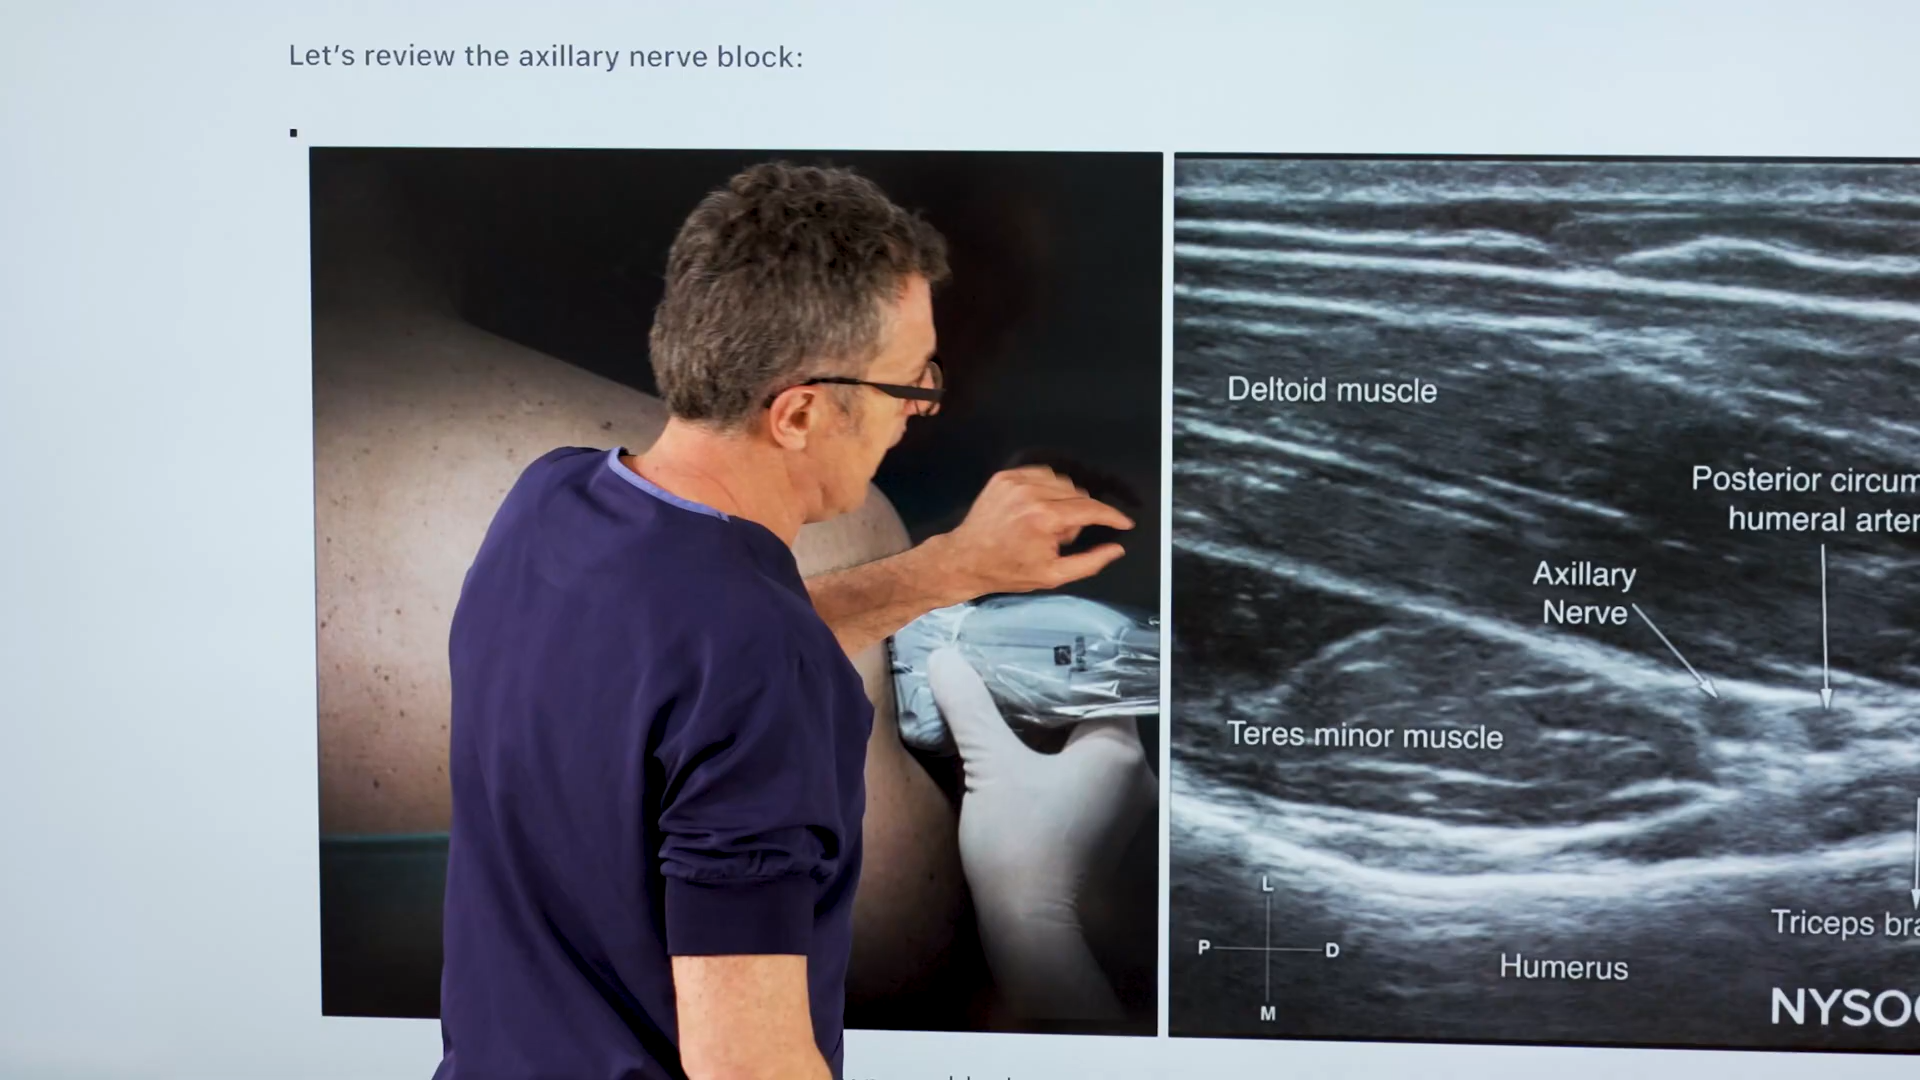 Let's review the axillary nerve block:
Deltoid muscle
Posterior circum
humeral arter
Axillary
Nerve
Teres minor muscle
L
P
D
M
Humerus
Triceps bra
NYSO